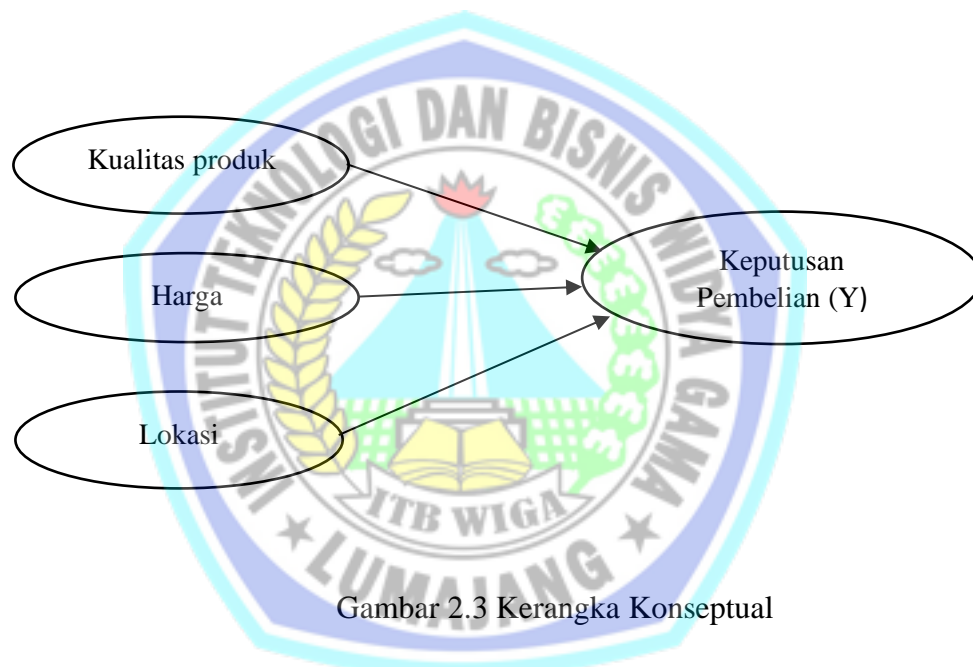 INSTITUT TEKNOLOGI DAN BISNIS WIDYA GAMA
Kualitas produk
Harga
Lokasi
Keputusan
Pembelian (Y)
ITB WIGA
LUMAJANG
Gambar 2.3 Kerangka Konseptual